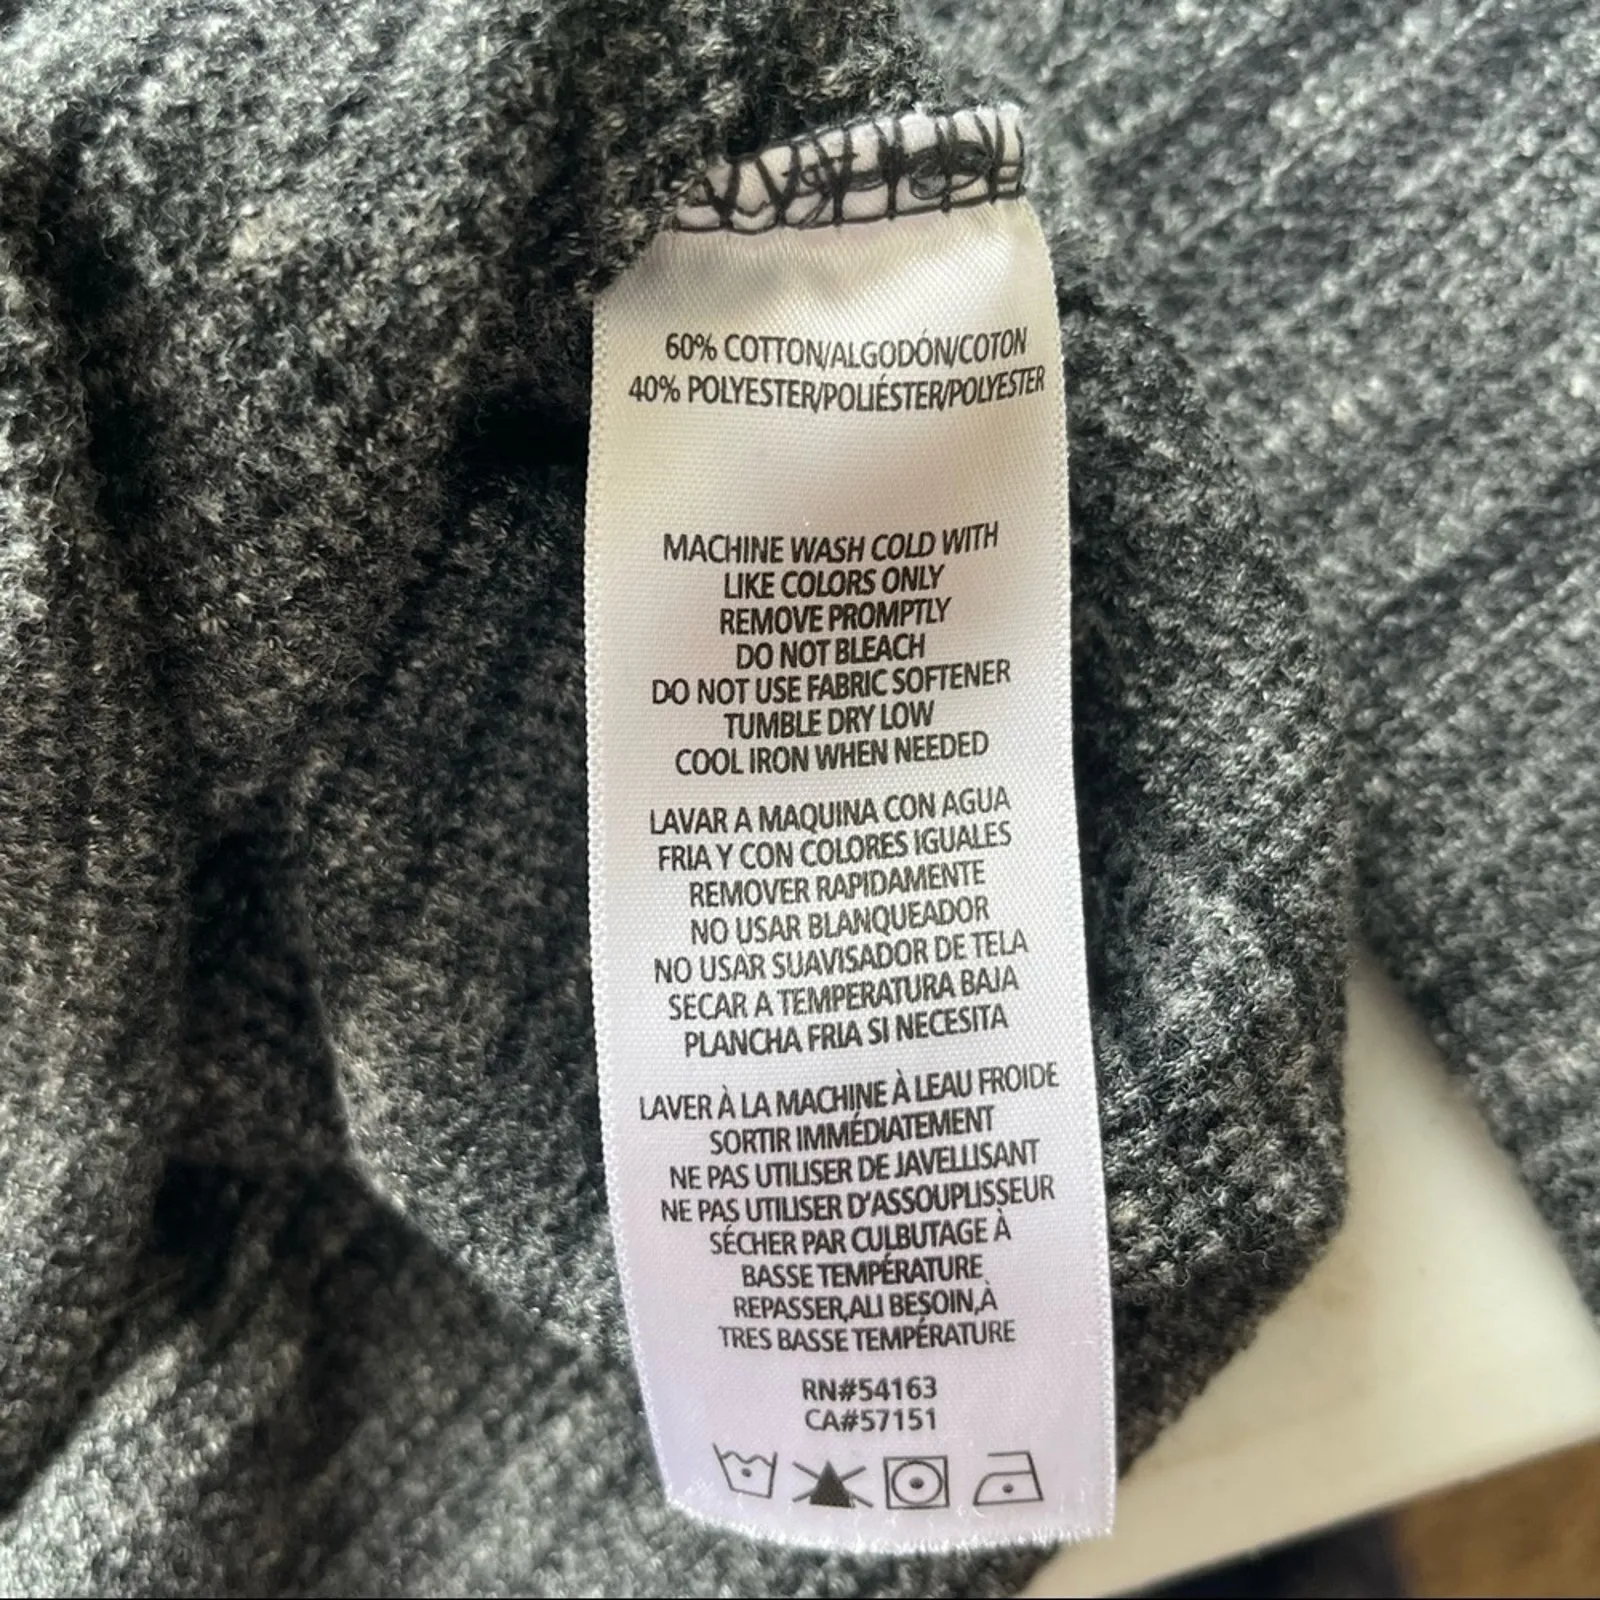 60% COTTON/ALGODÓN/COTON
40% POLYESTER/POLIÉSTER/POLYESTER
MACHINE WASH COLD WITH
LIKE COLORS ONLY
REMOVE PROMPTLY
DO NOT BLEACH
DO NOT USE FABRIC SOFTENER
TUMBLE DRY LOW
COOL IRON WHEN NEEDED
LAVAR A MAQUINA CON AGUA
FRIA Y CON COLORES IGUALES
REMOVER RAPIDAMENTE
NO USAR BLANQUEADOR
NO USAR SUAVISADOR DE TELA
SECAR A TEMPERATURA BAJA
PLANCHA FRIA SI NECESITA
LAVER À LA MACHINE À LEAU FROIDE
SORTIR IMMÉDIATEMENT
NE PAS UTILISER DE JAVELLISANT
NE PAS UTILISER D'ASSOUPLISSEUR
SÉCHER PAR CULBUTAGE À
BASSE TEMPÉRATURE
REPASSER,ALI BESOIN,À
TRES BASSE TEMPÉRATURE
RN#54163
CA#57151